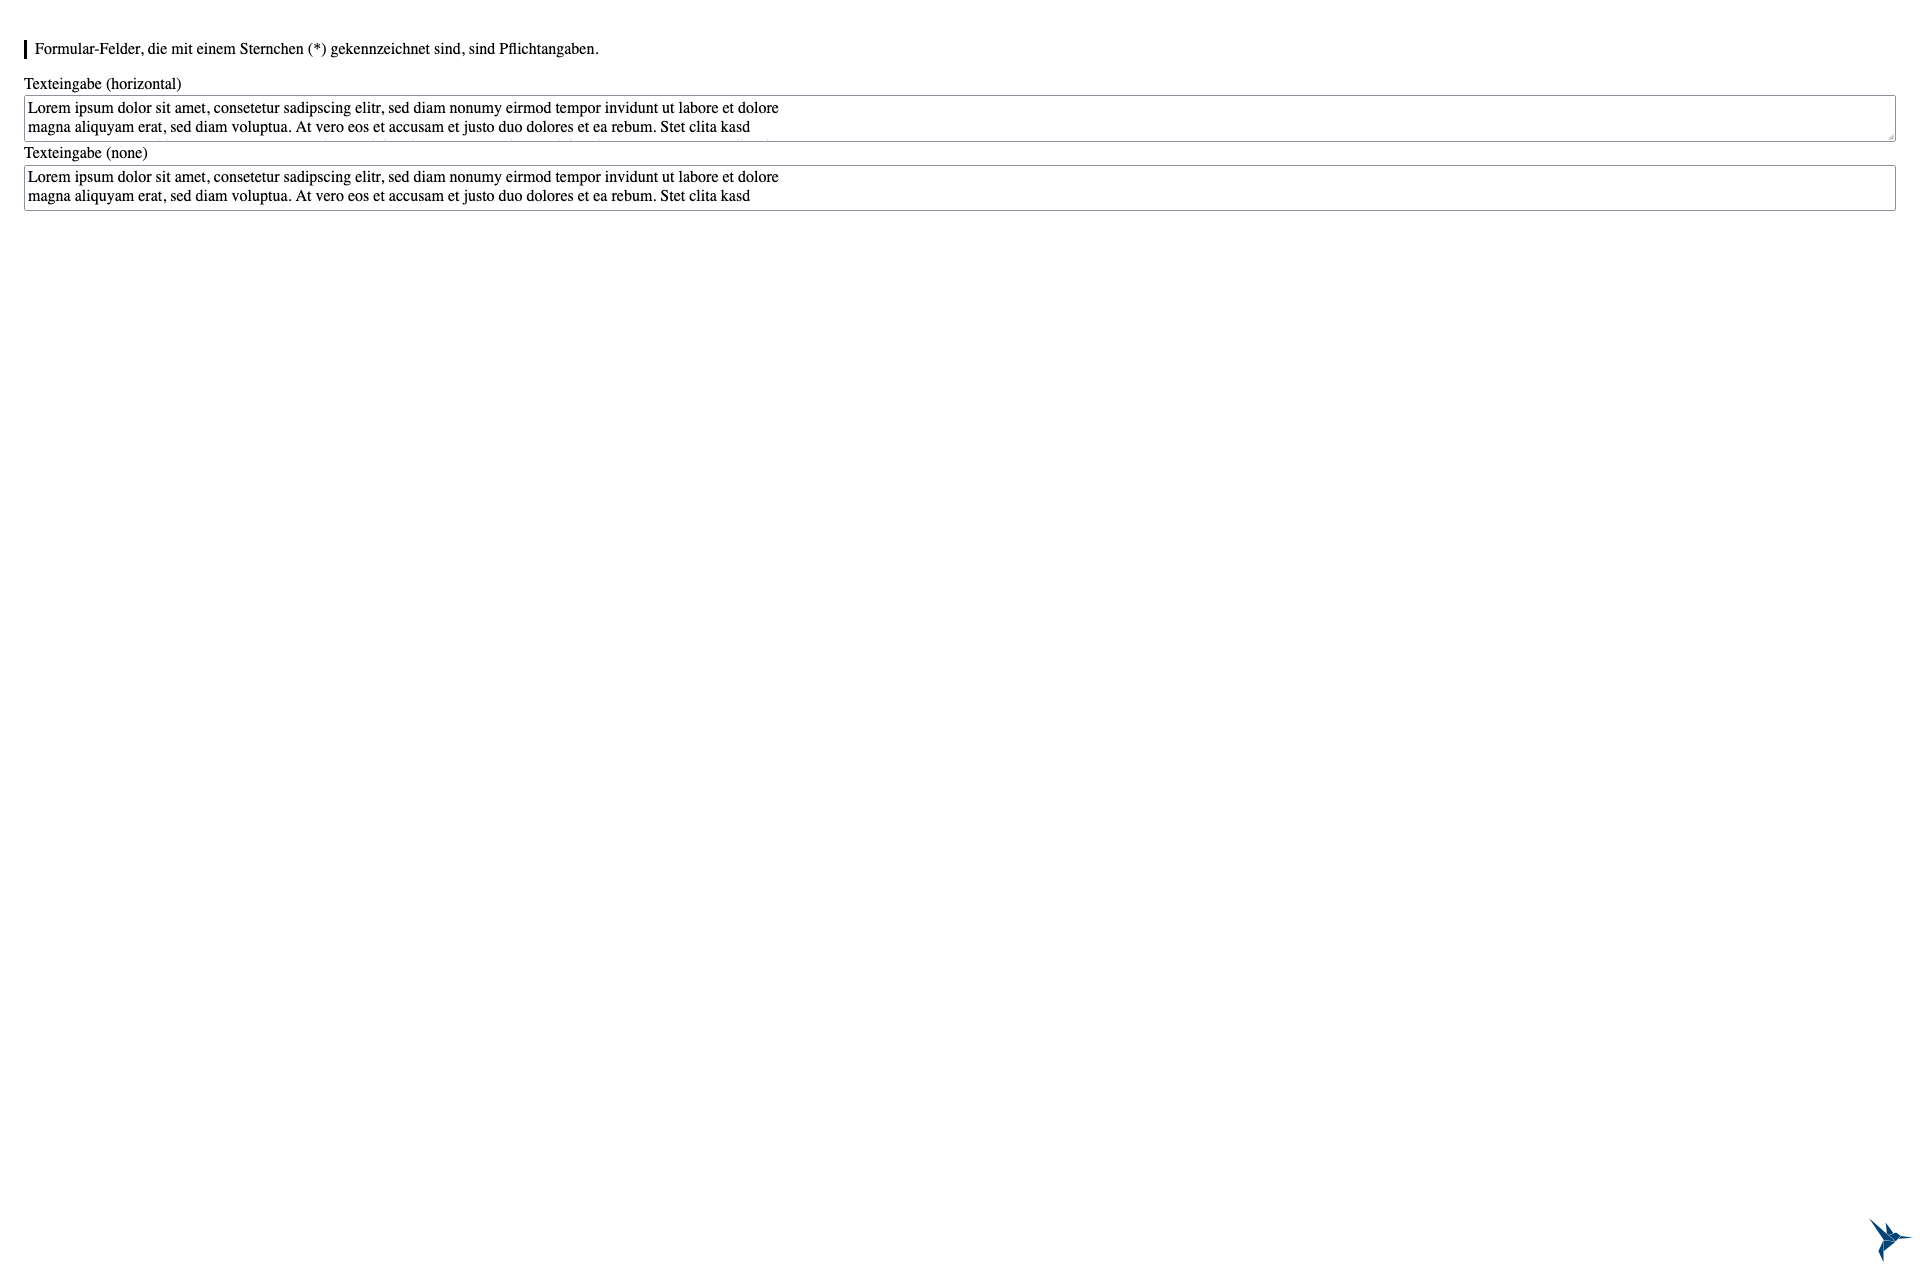 Formular-Felder, die mit einem Sternchen (*) gekennzeichnet sind, sind Pflichtangaben.
Texteingabe (horizontal)
Lorem ipsum dolor sit amet, consetetur sadipscing elitr, sed diam nonumy eirmod tempor invidunt ut labore et dolore
magna aliquyam erat, sed diam voluptua. At vero eos et accusam et justo duo dolores et ea rebum. Stet clita kasd
Texteingabe (none)
Lorem ipsum dolor sit amet, consetetur sadipscing elitr, sed diam nonumy eirmod tempor invidunt ut labore et dolore
magna aliquyam erat, sed diam voluptua. At vero eos et accusam et justo duo dolores et ea rebum. Stet clita kasd